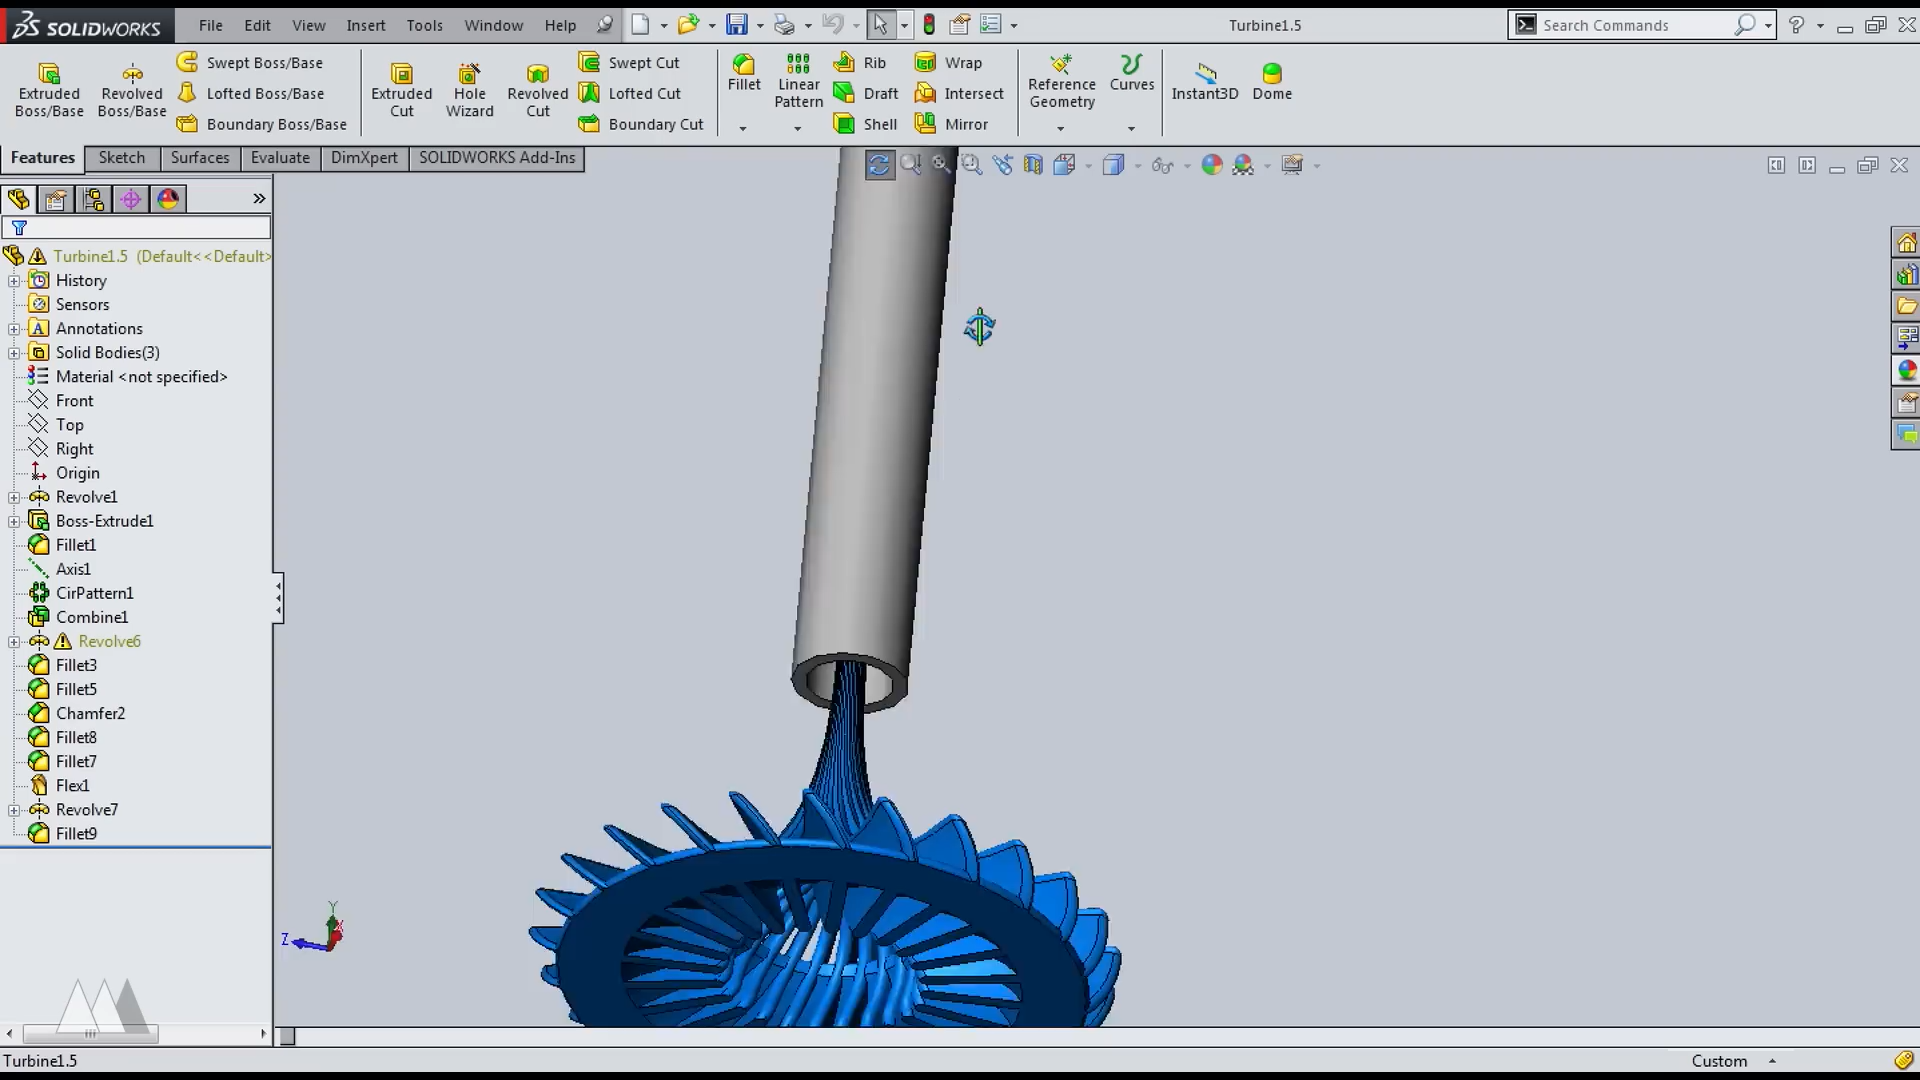 SOLIDWORKS File Edit View Insert Tools Window Help Turbine1.5 Search Commands
Extruded Boss/Base
Revolved Boss/Base
Swept Boss/Base
Lofted Boss/Base
Boundary Boss/Base
Extruded Cut
Hole Wizard
Revolved Cut
Swept Cut
Lofted Cut
Boundary Cut
Fillet
Linear Pattern
Rib
Draft
Shell
Wrap
Intersect
Mirror
Reference Geometry
Curves
Instant3D
Dome
Features Sketch Surfaces Evaluate DimXpert SOLIDWORKS Add-Ins
Turbine1.5 (Default<<Default>
History
Sensors
Annotations
Solid Bodies(3)
Material <not specified>
Front
Top
Right
Origin
Revolve1
Boss-Extrude1
Fillet1
Axis1
CirPattern1
Combine1
Revolve6
Fillet3
Fillet5
Chamfer2
Fillet8
Fillet7
Flex1
Revolve7
Fillet9
Y
X
Z
Turbine1.5 Custom